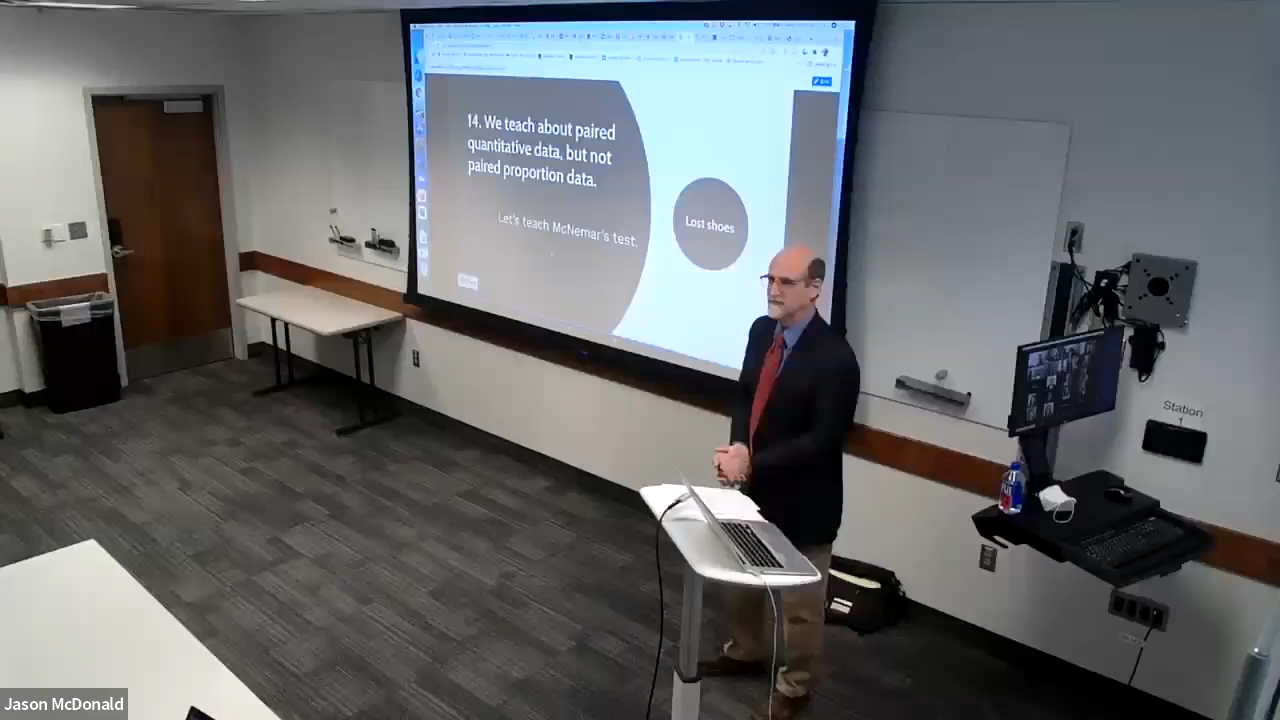 14. We teach about paired
quantitative data, but not
paired proportion data.
Let's teach McNemar's test.
Lost shoes
Station
1
Jason McDonald